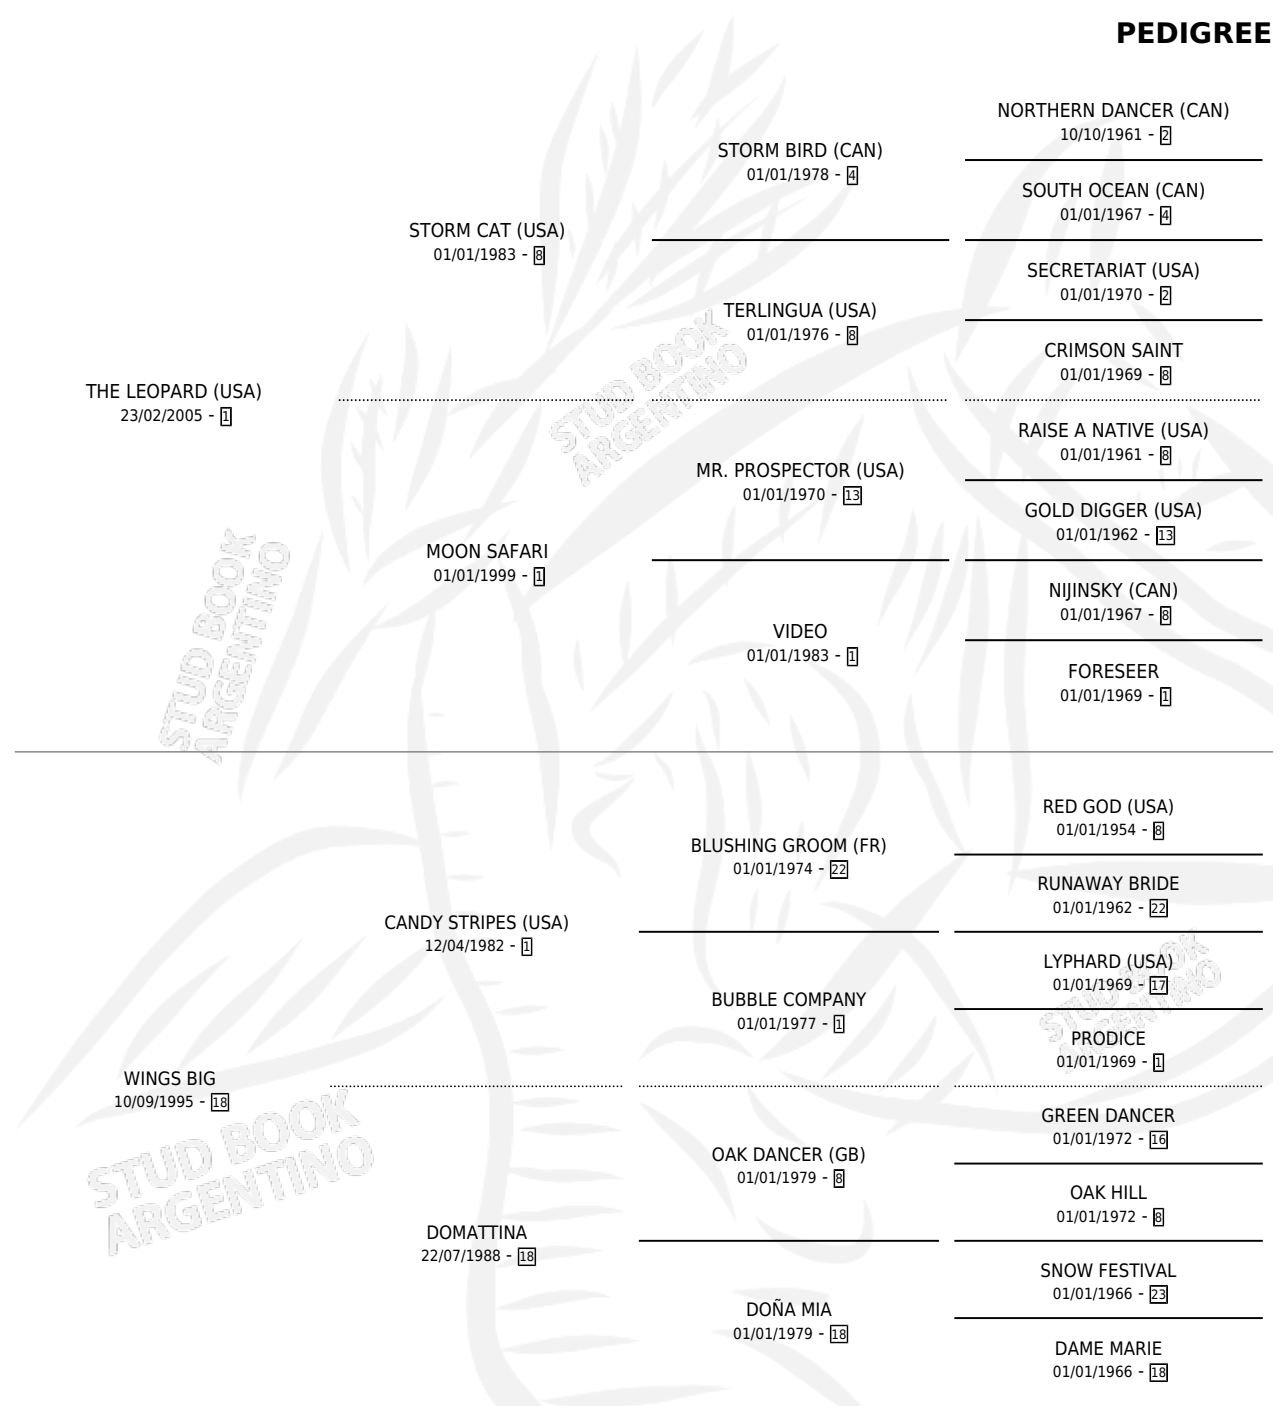 PEDIGREE
NORTHERN DANCER (CAN)
10/10/1961 - 2
STORM BIRD (CAN)
01/01/1978 - 4
SOUTH OCEAN (CAN)
01/01/1967 - 4
STORM CAT (USA)
01/01/1983 - 8
SECRETARIAT (USA)
01/01/1970 - 2
TERLINGUA (USA)
01/01/1976 - 8
CRIMSON SAINT
01/01/1969 - 8
THE LEOPARD (USA)
23/02/2005 - 1
STUD BOOK
ARGENTINO
RAISE A NATIVE (USA)
01/01/1961 - 8
MR. PROSPECTOR (USA)
01/01/1970 - 13
GOLD DIGGER (USA)
01/01/1962 - 13
MOON SAFARI
01/01/1999 - 1
NIJINSKY (CAN)
01/01/1967 - 8
VIDEO
01/01/1983 - 1
FORESEER
01/01/1969 - 1
STUD BOOK
ARGENTINO
RED GOD (USA)
01/01/1954 - 8
BLUSHING GROOM (FR)
01/01/1974 - 22
RUNAWAY BRIDE
01/01/1962 - 22
CANDY STRIPES (USA)
12/04/1982 - 1
LYPHARD (USA)
01/01/1969 - 17
BUBBLE COMPANY
01/01/1977 - 1
PRODICE
01/01/1969 - 1
STUD BOOK
ARGENTINO
WINGS BIG
10/09/1995 - 18
GREEN DANCER
01/01/1972 - 16
OAK DANCER (GB)
01/01/1979 - 8
OAK HILL
01/01/1972 - 8
STUD BOOK
ARGENTINO
DOMATTINA
22/07/1988 - 18
SNOW FESTIVAL
01/01/1966 - 23
DOÑA MIA
01/01/1979 - 18
DAME MARIE
01/01/1966 - 18